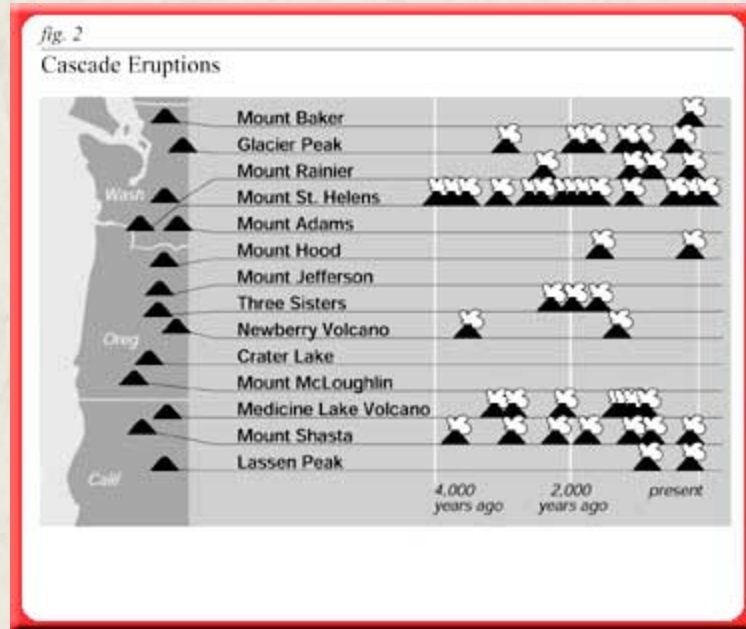 fig. 2
Cascade Eruptions
Mount Baker
Glacier Peak
Mount Rainier
Wash
Mount St. Helens
Mount Adams
Mount Hood
Mount Jefferson
Three Sisters
Newberry Volcano
Oreg
Crater Lake
Mount McLoughlin
Medicine Lake Volcano
Mount Shasta
Lassen Peak
Calif
4,000 2,000 present
years ago years ago